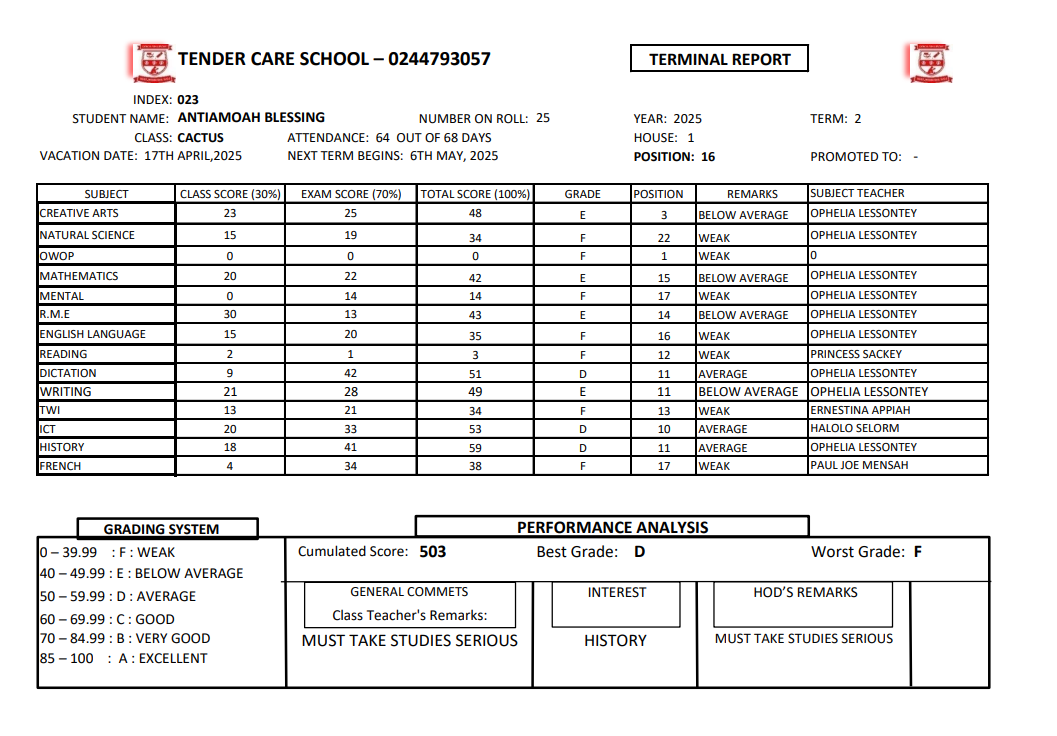 TENDER CARE SCHOOL – 0244793057 TERMINAL REPORT
INDEX: 023
STUDENT NAME: ANTIAMOAH BLESSING NUMBER ON ROLL: 25 YEAR: 2025 TERM: 2
CLASS: CACTUS ATTENDANCE: 64 OUT OF 68 DAYS HOUSE: 1
VACATION DATE: 17TH APRIL,2025 NEXT TERM BEGINS: 6TH MAY, 2025 POSITION: 16 PROMOTED TO: -
SUBJECT CLASS SCORE (30%) EXAM SCORE (70%) TOTAL SCORE (100%) GRADE POSITION REMARKS SUBJECT TEACHER
CREATIVE ARTS 23 25 48 E 3 BELOW AVERAGE OPHELIA LESSONTEY
NATURAL SCIENCE 15 19 34 F 22 WEAK OPHELIA LESSONTEY
OWOP 0 0 0 F 1 WEAK 0
MATHEMATICS 20 22 42 E 15 BELOW AVERAGE OPHELIA LESSONTEY
MENTAL 0 14 14 F 17 WEAK OPHELIA LESSONTEY
R.M.E 30 13 43 E 14 BELOW AVERAGE OPHELIA LESSONTEY
ENGLISH LANGUAGE 15 20 35 F 16 WEAK OPHELIA LESSONTEY
READING 2 1 3 F 12 WEAK PRINCESS SACKEY
DICTATION 9 42 51 D 11 AVERAGE OPHELIA LESSONTEY
WRITING 21 28 49 E 11 BELOW AVERAGE OPHELIA LESSONTEY
TWI 13 21 34 F 13 WEAK ERNESTINA APPIAH
ICT 20 33 53 D 10 AVERAGE HALOLO SELORM
HISTORY 18 41 59 D 11 AVERAGE OPHELIA LESSONTEY
FRENCH 4 34 38 F 17 WEAK PAUL JOE MENSAH
GRADING SYSTEM
0 – 39.99 : F : WEAK
40 – 49.99 : E : BELOW AVERAGE
50 – 59.99 : D : AVERAGE
60 – 69.99 : C : GOOD
70 – 84.99 : B : VERY GOOD
85 – 100 : A : EXCELLENT
PERFORMANCE ANALYSIS
Cumulated Score: 503 Best Grade: D Worst Grade: F
GENERAL COMMETS
Class Teacher's Remarks:
MUST TAKE STUDIES SERIOUS
INTEREST
HISTORY
HOD'S REMARKS
MUST TAKE STUDIES SERIOUS